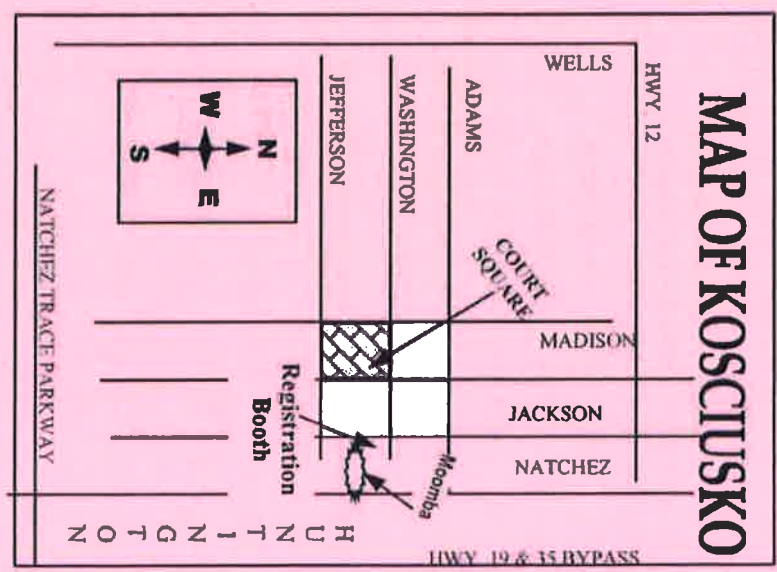 MAP OF KOSCIUSKO
HWY 12
WELLS
ADAMS
WASHINGTON
JEFFERSON
N
W
E
S
COURT
SQUARE
MADISON
JACKSON
NATCHEZ
Registration
Booth
Moomba
HUNTINGTON
HWY 19 & 35 BYPASS
NATCHEZ TRACE PARKWAY